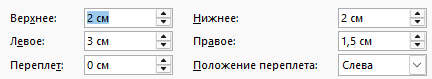 Верхнее: 2 см Нижнее: 2 см
Левое: 3 см Правое: 1,5 см
Переплет: 0 см Положение переплета: Слева